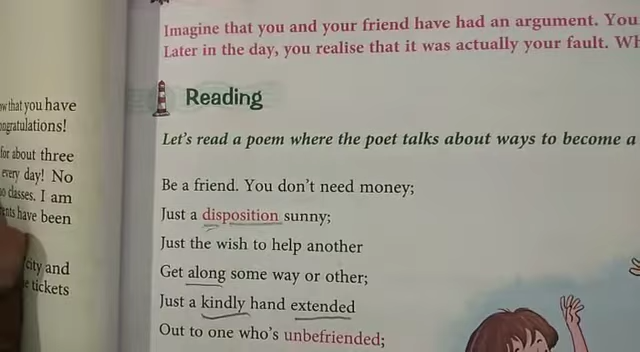 Imagine that you and your friend have had an argument. You
Later in the day, you realise that it was actually your fault.
Reading
Let's read a poem where the poet talks about ways to become a
Be a friend. You don't need money;
Just a disposition sunny;
Just the wish to help another
Get along some way or other;
Just a kindly hand extended
Out to one who's unbefriended;
that you have
for about three
every day! No
classes. I am
have been
city and
tickets